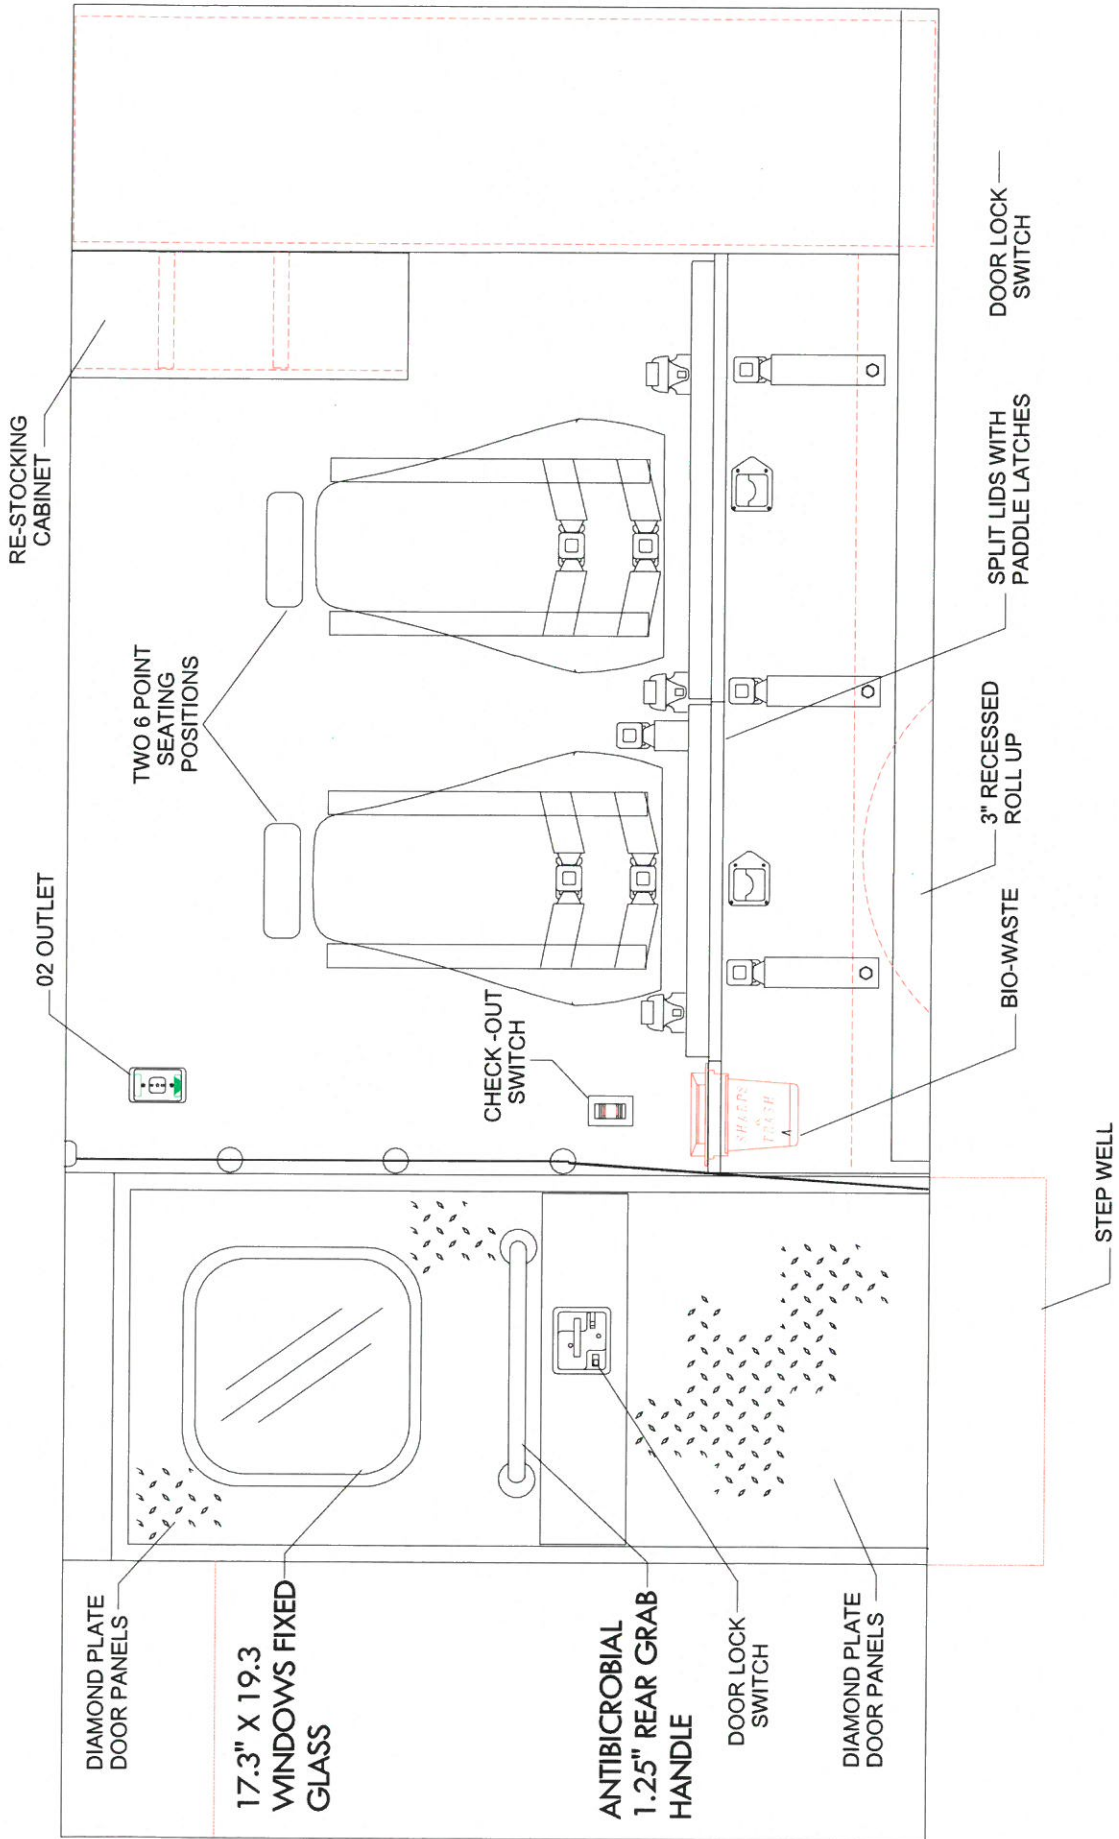 RE-STOCKING
CABINET
02 OUTLET
TWO 6 POINT
SEATING
POSITIONS
DIAMOND PLATE
DOOR PANELS
17.3" X 19.3
WINDOWS FIXED
GLASS
CHECK -OUT
SWITCH
ANTIBICROBIAL
1.25" REAR GRAB
HANDLE
SHARPS
TRASH
DOOR LOCK
SWITCH
DIAMOND PLATE
DOOR PANELS
STEP WELL
BIO-WASTE
3" RECESSED
ROLL UP
SPLIT LIDS WITH
PADDLE LATCHES
DOOR LOCK
SWITCH